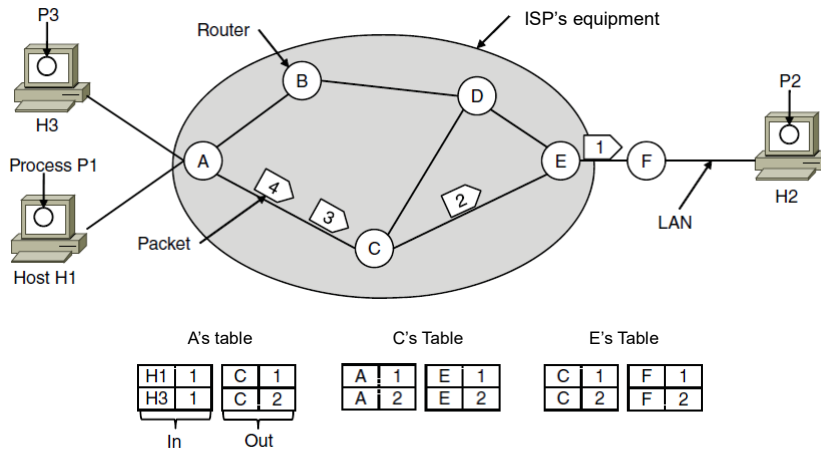 P3
Router
ISP's equipment
H3
Process P1
Host H1
B
D
P2
A
E
1
F
4
3
2
C
Packet
LAN
H2
A's table
C's Table
E's Table
H1 1 C 1 A 1 E 1 C 1 F 1
H3 1 C 2 A 2 E 2 C 2 F 2
In
Out